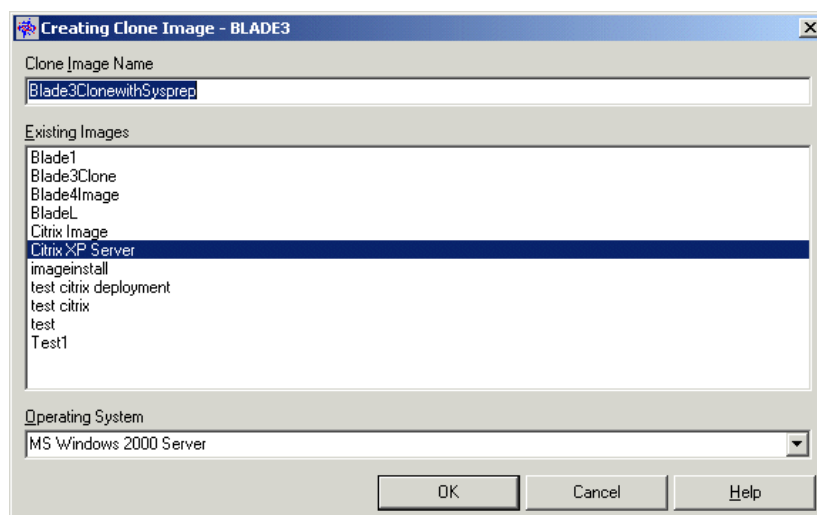 Creating Clone Image - BLADE3
Clone Image Name
Blade3ClonewithSysprep
Existing Images
Blade1
Blade3Clone
Blade4Image
BladeL
Citrix Image
Citrix XP Server
imageinstall
test citrix deployment
test citrix
test
Test1
Operating System
MS Windows 2000 Server
OK Cancel Help